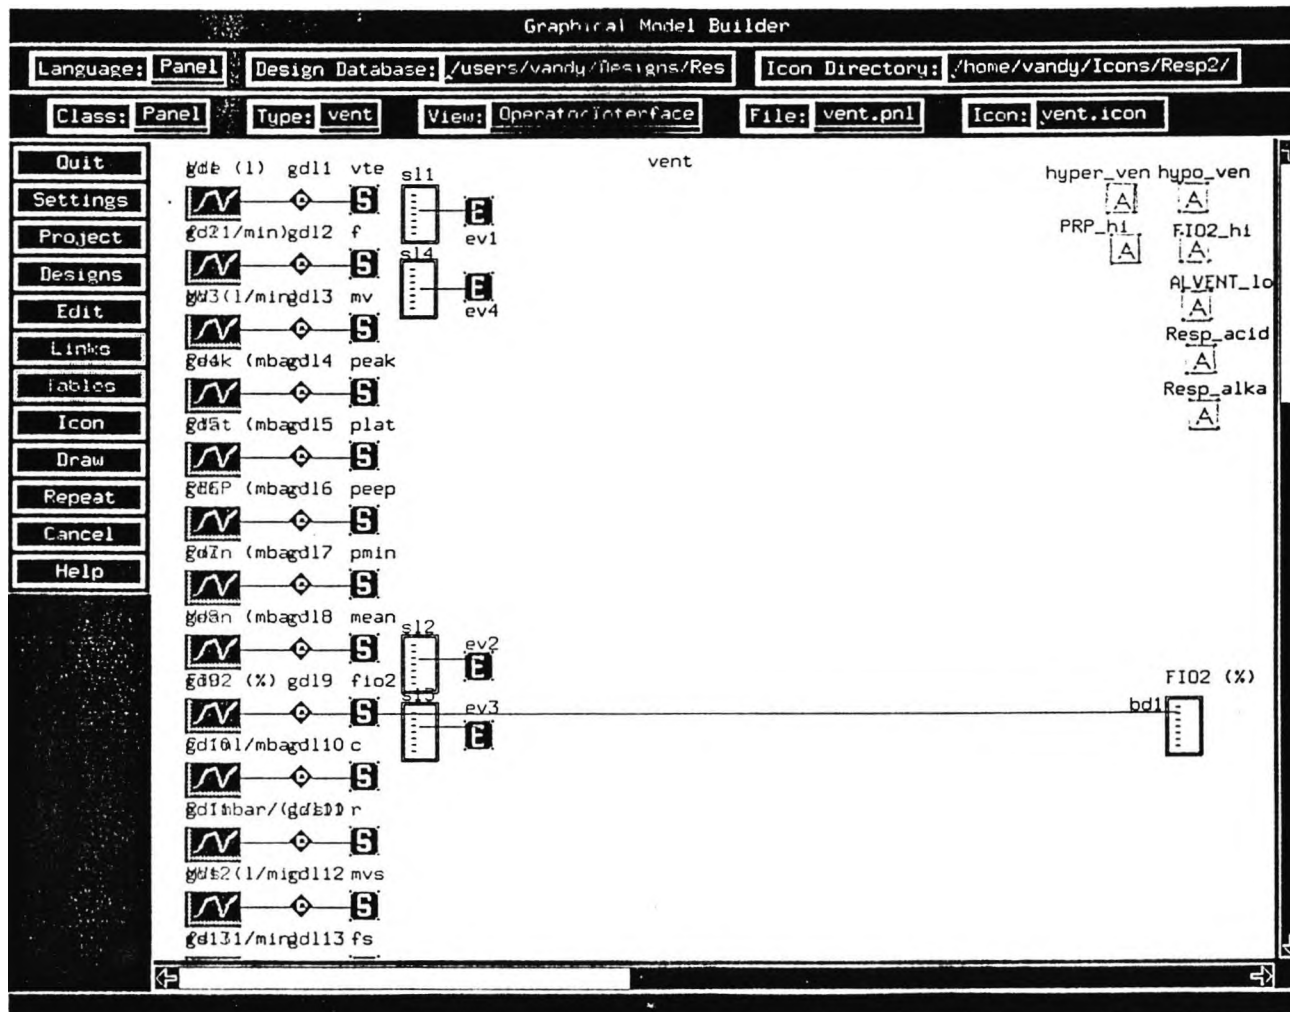 Graphical Model Builder
Language: Panel Design Database: /users/vandy/Designs/Res Icon Directory: /home/vandy/Icons/Resp2/
Class: Panel Type: vent View: OperatorInterface File: vent.pnl Icon: vent.icon
Quit
Settings
Project
Designs
Edit
Links
Tables
Icon
Draw
Repeat
Cancel
Help
vent
(l) gdl1 vte
sl1
E
ev1
S
gdl2 f
sl4
E
ev4
S
gdl3 mv
S
gdl4 peak
S
gdl5 plat
S
gdl6 peep
S
gdl7 pmin
S
gdl8 mean
sl2
ev2
E
S
(%) gdl9 fio2
ev3
E
S
gdl10 c
S
r
S
gdl12 mvs
S
gdl13 fs
hyper_ven hypo_ven
A A
PRP_hi FIO2_hi
A A
ALVENT_lo
A
Resp_acid
A
Resp_alka
A
FIO2 (%)
bd1